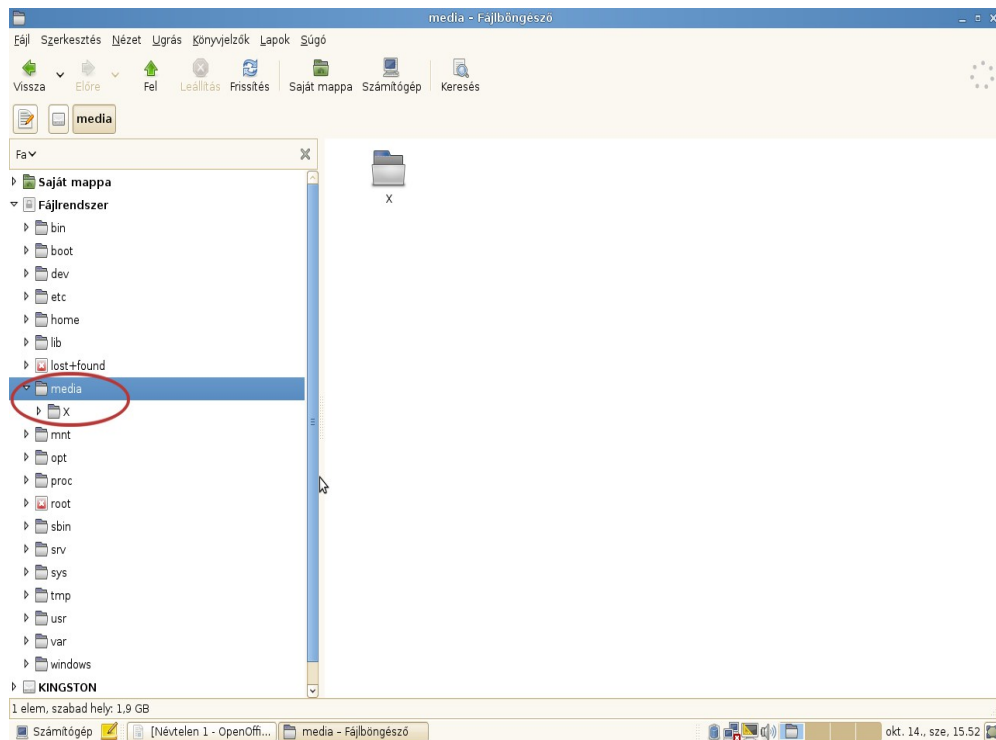 media - Fájlböngésző
Fájl Szerkesztés Nézet Ugrás Könyvjelzők Lapok Súgó
Vissza Előre Fel Leállítás Frissítés Saját mappa Számítógép Keresés
media
Fa
X
Saját mappa
Fájlrendszer
bin
boot
dev
etc
home
lib
lost+found
media
X
mnt
opt
proc
root
sbin
srv
sys
tmp
usr
var
windows
KINGSTON
1 elem, szabad hely: 1,9 GB
Számítógép [Névtelen 1 - OpenOffi... media - Fájlböngésző okt. 14., sze, 15.52